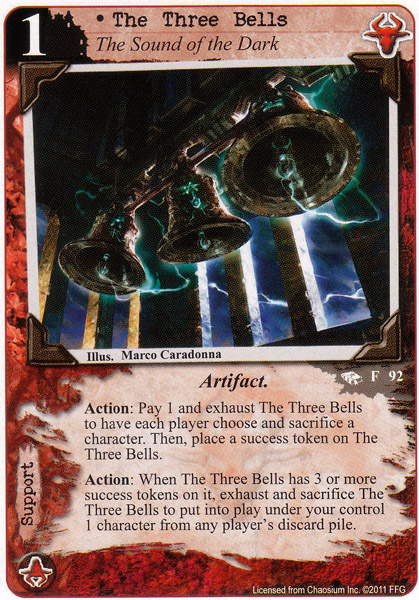 1
• The Three Bells
The Sound of the Dark
Illus. Marco Caradonna
F 92
Artifact.
Action: Pay 1 and exhaust The Three Bells
to have each player choose and sacrifice a
character. Then, place a success token on The
Three Bells.
Action: When The Three Bells has 3 or more
success tokens on it, exhaust and sacrifice The
Three Bells to put into play under your control
1 character from any player's discard pile.
Support
Licensed from Chaosium Inc. ©2011 FFG